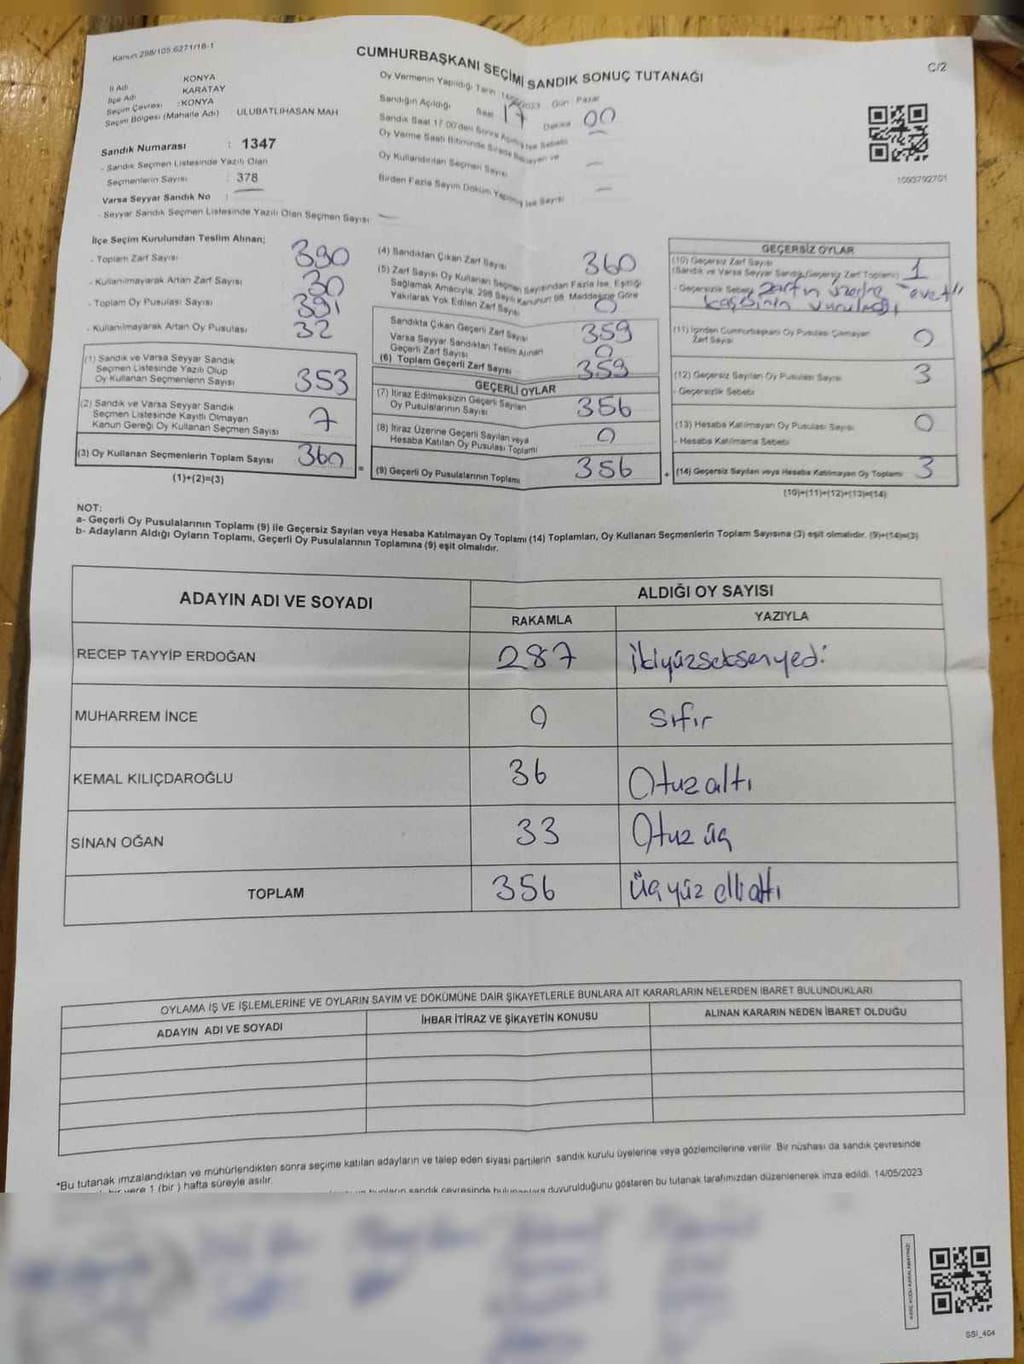 Kanun 298/105 6271/18-1
CUMHURBAŞKANI SEÇİMİ SANDIK SONUÇ TUTANAĞI
C/2
İl Adı KONYA
İlçe Adı KARATAY
Seçim Çevresi : KONYA
Seçim Bölgesi (Mahalle Adı) ULUBATLIHASAN MAH
Sandık Numarası : 1347
- Sandık Seçmen Listesinde Yazılı Olan
Seçmenlerin Sayısı : 378
Varsa Seyyar Sandık No
- Seyyar Sandık Seçmen Listesinde Yazılı Olan Seçmen Sayısı
Oy Vermenin Yapıldığı Tarih 2023 Gün Pazar
Sandığın Açıldığı Saat 17 Dakika 00
Sandık Saat 17.00'den Sonra Açılmış İse Sebebi
Oy Verme Saati Bitiminde Sırada Bekleyen ve
Oy Kullandırılan Seçmen Sayısı
Birden Fazla Sayım Döküm Yapılmış İse Sayısı
1093792701
İlçe Seçim Kurulundan Teslim Alınan;
- Toplam Zarf Sayısı 390
- Kullanılmayarak Artan Zarf Sayısı 30
- Toplam Oy Pusulası Sayısı 391
- Kullanılmayarak Artan Oy Pusulası 32
(1) Sandık ve Varsa Seyyar Sandık
Seçmen Listesinde Yazılı Olup
Oy Kullanan Seçmenlerin Sayısı 353
(2) Sandık ve Varsa Seyyar Sandık
Seçmen Listesinde Kayıtlı Olmayan
Kanun Gereği Oy Kullanan Seçmen Sayısı 7
(3) Oy Kullanan Seçmenlerin Toplam Sayısı 360
(1)+(2)=(3)
(4) Sandıktan Çıkan Zarf Sayısı 360
(5) Zarf Sayısı Oy Kullanan Seçmen Sayısından Fazla İse, Eşitliği
Sağlamak Amacıyla, 298 Sayılı Kanunun 98. Maddesine Göre
Yakılarak Yok Edilen Zarf Sayısı 0
Sandıkta Çıkan Geçerli Zarf Sayısı 359
Varsa Seyyar Sandıktan Teslim Alınan
Geçerli Zarf Sayısı 0
(6) Toplam Geçerli Zarf Sayısı 359
GEÇERLİ OYLAR
(7) İtiraz Edilmeksizin Geçerli Sayılan
Oy Pusulalarının Sayısı 356
(8) İtiraz Üzerine Geçerli Sayılan veya
Hesaba Katılan Oy Pusulası Toplamı 0
(9) Geçerli Oy Pusulalarının Toplamı 356
GEÇERSİZ OYLAR
(10) Geçersiz Zarf Sayısı
(Sandık ve Varsa Seyyar Sandık Geçersiz Zarf Toplamı) 1
- Geçersizlik Sebebi zarfın üzerine "evet"
kaşesinin vurulması
(11) İçinden Cumhurbaşkanı Oy Pusulası Çıkmayan
Zarf Sayısı 0
(12) Geçersiz Sayılan Oy Pusulası Sayısı 3
- Geçersizlik Sebebi
(13) Hesaba Katılmayan Oy Pusulası Sayısı 0
- Hesaba Katılmama Sebebi
(14) Geçersiz Sayılan veya Hesaba Katılmayan Oy Toplamı 3
(10)+(11)+(12)+(13)=(14)
NOT:
a- Geçerli Oy Pusulalarının Toplamı (9) ile Geçersiz Sayılan veya Hesaba Katılmayan Oy Toplamı (14) Toplamları, Oy Kullanan Seçmenlerin Toplam Sayısına (3) eşit olmalıdır. (9)+(14)=(3)
b- Adayların Aldığı Oyların Toplamı, Geçerli Oy Pusulalarının Toplamına (9) eşit olmalıdır.
ADAYIN ADI VE SOYADI
ALDIĞI OY SAYISI
RAKAMLA YAZIYLA
RECEP TAYYİP ERDOĞAN 287 ikiyüzseksenyedi
MUHARREM İNCE 0 sıfır
KEMAL KILIÇDAROĞLU 36 Otuz altı
SİNAN OĞAN 33 Otuz üç
TOPLAM 356 Üç yüz elli altı
OYLAMA İŞ VE İŞLEMLERİNE VE OYLARIN SAYIM VE DÖKÜMÜNE DAİR ŞİKAYETLERLE BUNLARA AİT KARARLARIN NELERDEN İBARET BULUNDUKLARI
ADAYIN ADI VE SOYADI İHBAR İTİRAZ VE ŞİKAYETİN KONUSU ALINAN KARARIN NEDEN İBARET OLDUĞU
*Bu tutanak imzalandıktan ve mühürlendikten sonra seçime katılan adayların ve talep eden siyasi partilerin sandık kurulu üyelerine veya gözlemcilerine verilir. Bir nüshası da sandık çevresinde
bir yere 1 (bir) hafta süreyle asılır.
bunların sandık çevresinde bulunanlara duyurulduğunu gösteren bu tutanak tarafımızdan düzenlenerek imza edildi. 14/05/2023
SSI_404